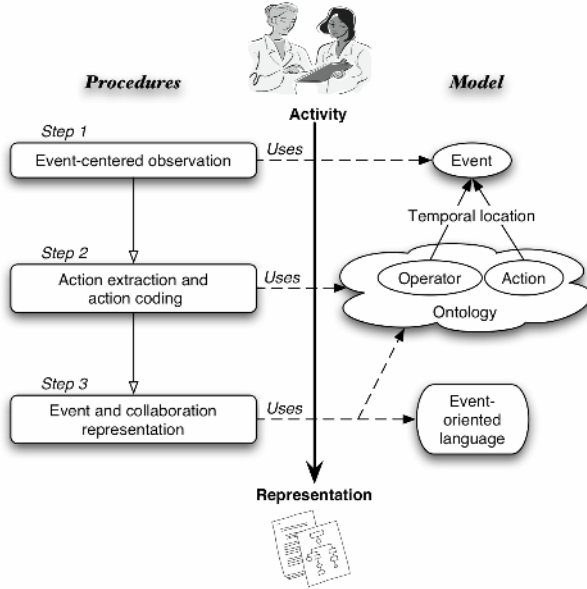 Procedures
Model
Activity
Step 1
Event-centered observation
Uses
Event
Temporal location
Step 2
Action extraction and
action coding
Uses
Operator
Action
Ontology
Step 3
Event and collaboration
representation
Uses
Event-
oriented
language
Representation